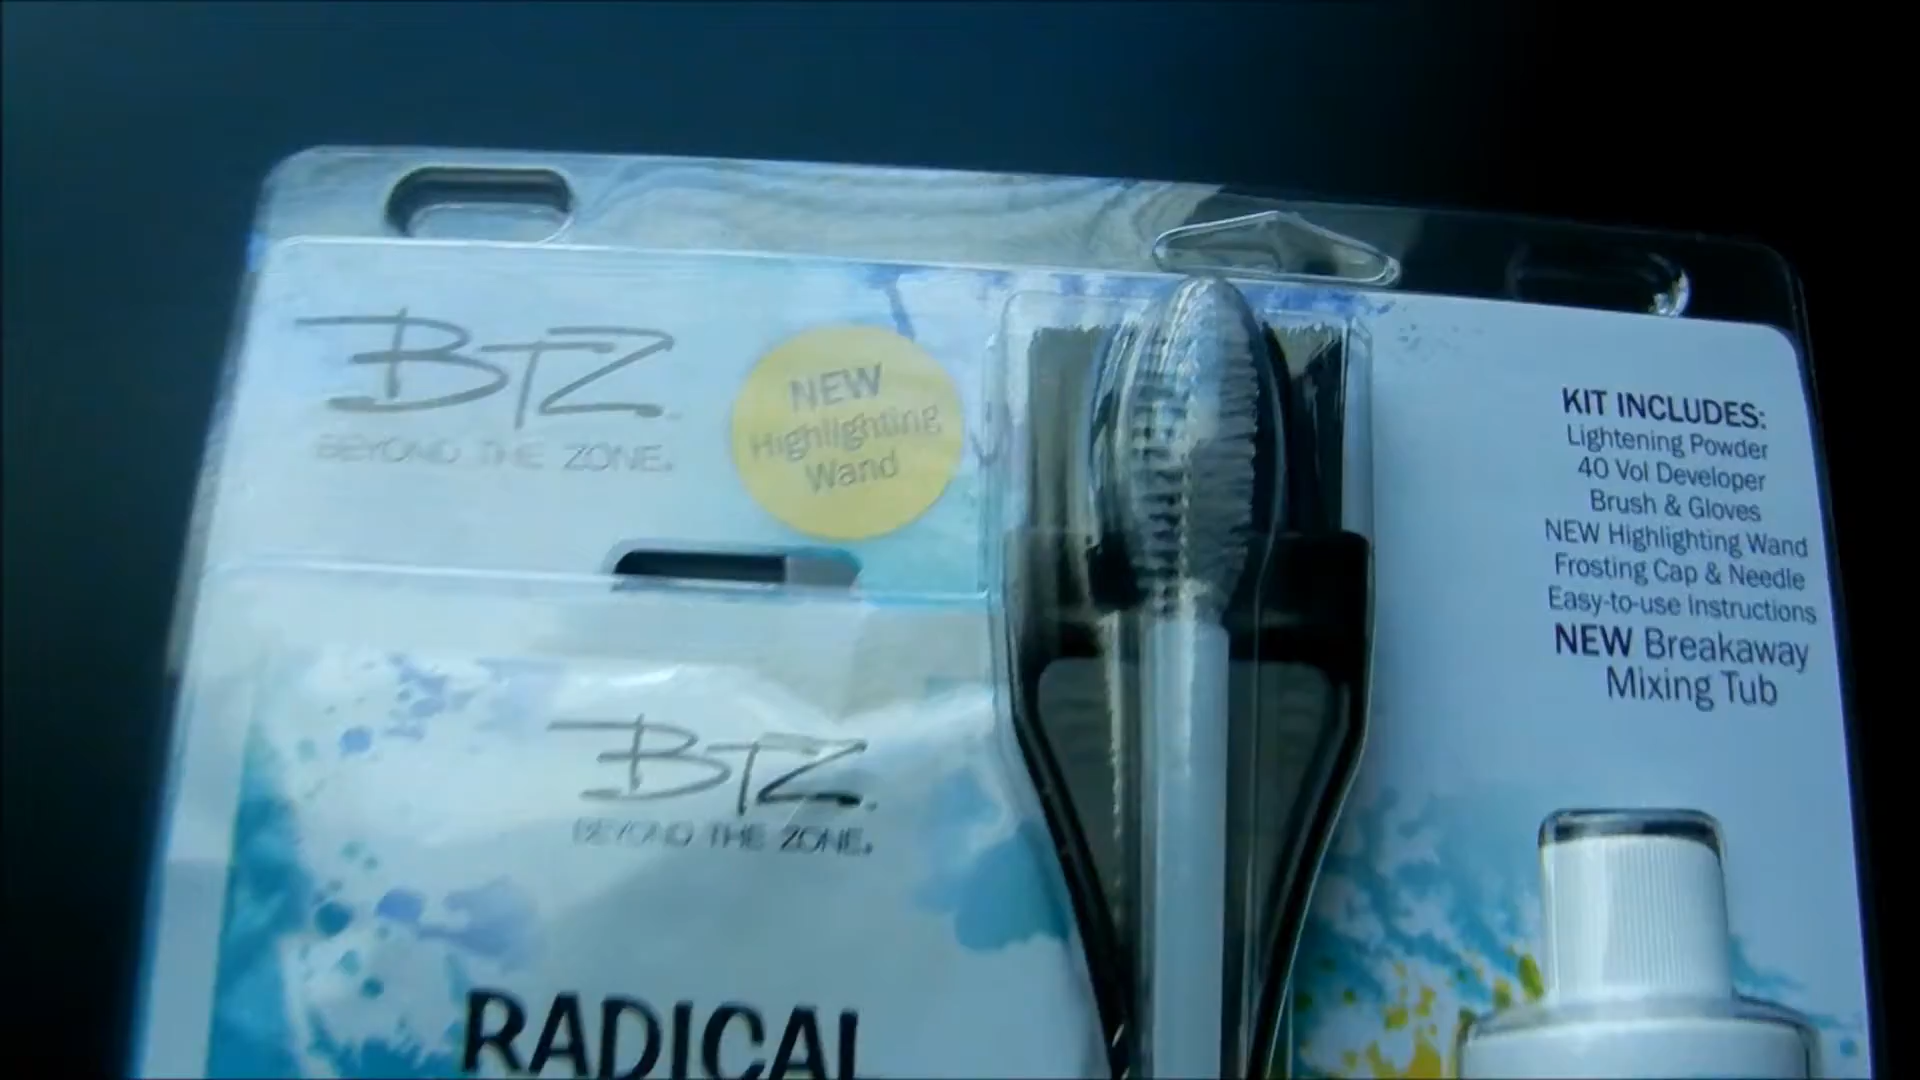 BTZ.
BEYOND THE ZONE.
NEW
Highlighting
Wand
KIT INCLUDES:
Lightening Powder
40 Vol Developer
Brush & Gloves
NEW Highlighting Wand
Frosting Cap & Needle
Easy-to-use Instructions
NEW Breakaway
Mixing Tub
BTZ.
BEYOND THE ZONE.
RADICAL